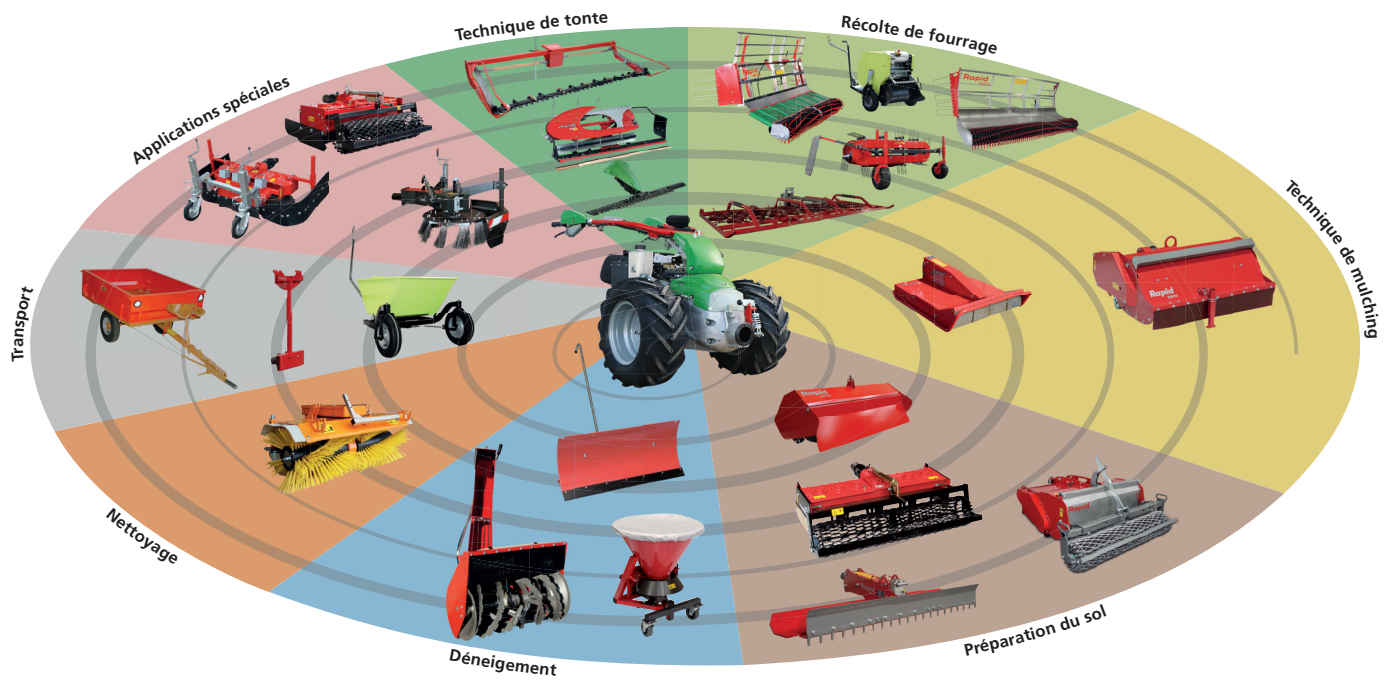 Technique de tonte
Récolte de fourrage
Applications spéciales
Technique de mulching
Transport
Nettoyage
Déneigement
Préparation du sol
Rapid
Rapid
Rapid
Rapid